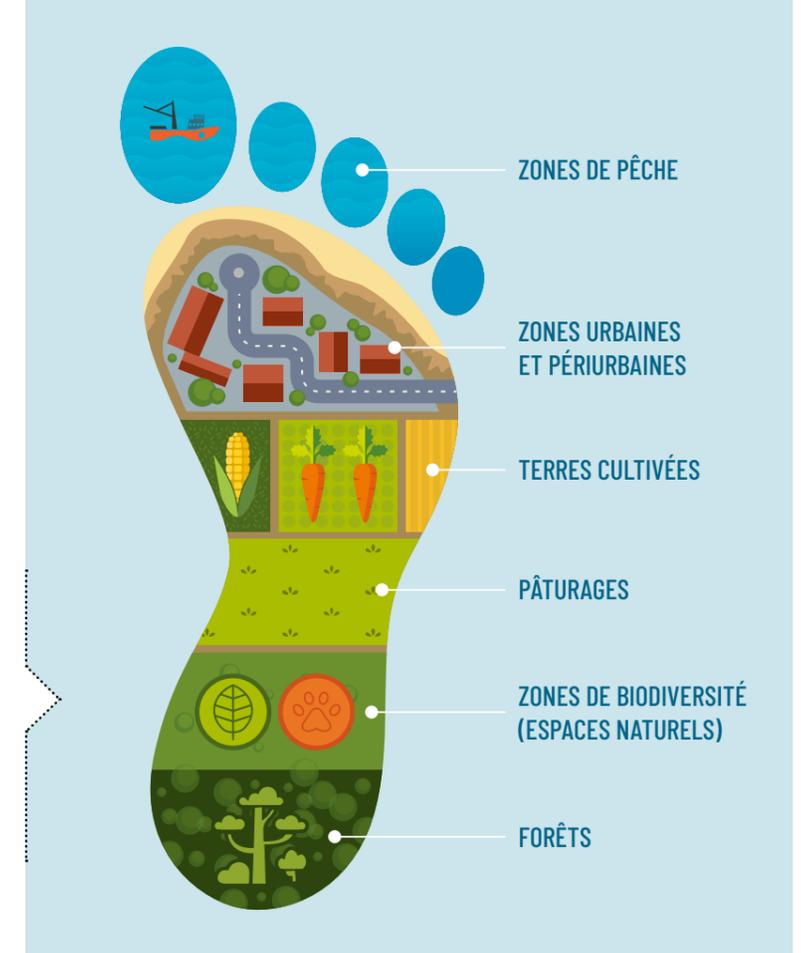 ZONES DE PÊCHE
ZONES URBAINES
ET PÉRIURBAINES
TERRES CULTIVÉES
PÂTURAGES
ZONES DE BIODIVERSITÉ
(ESPACES NATURELS)
FORÊTS